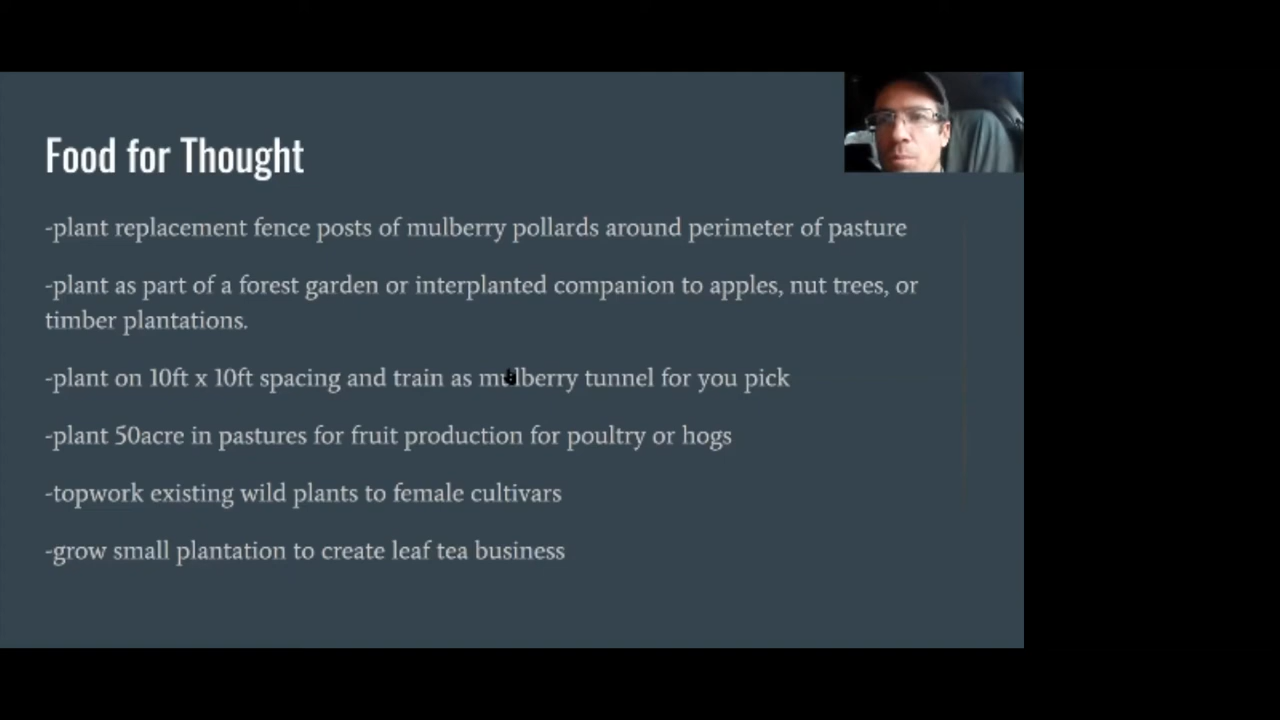 Food for Thought
-plant replacement fence posts of mulberry pollards around perimeter of pasture
-plant as part of a forest garden or interplanted companion to apples, nut trees, or
timber plantations.
-plant on 10ft x 10ft spacing and train as mulberry tunnel for you pick
-plant 50acre in pastures for fruit production for poultry or hogs
-topwork existing wild plants to female cultivars
-grow small plantation to create leaf tea business